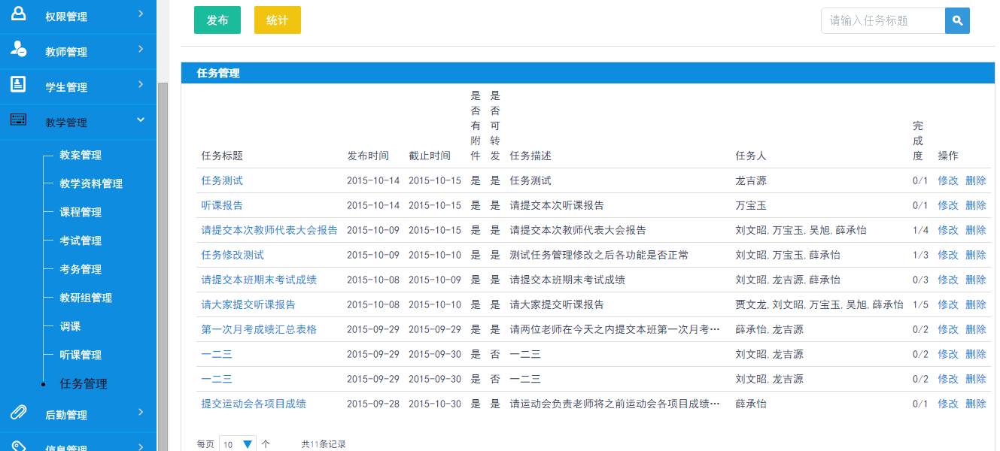 权限管理
教师管理
学生管理
教学管理
教案管理
教学资料管理
课程管理
考试管理
考务管理
教研组管理
调课
听课管理
任务管理
后勤管理
信息管理
发布 统计 请输入任务标题
任务管理
任务标题 发布时间 截止时间 是否有附件 是否可转发 任务描述 任务人 完成度 操作
任务测试 2015-10-14 2015-10-15 是 是 任务测试 龙吉源 0/1 修改 删除
听课报告 2015-10-14 2015-10-15 是 是 请提交本次听课报告 万宝玉 0/1 修改 删除
请提交本次教师代表大会报告 2015-10-09 2015-10-15 是 是 请提交本次教师代表大会报告 刘文昭,万宝玉,吴旭,薛承怡 1/4 修改 删除
任务修改测试 2015-10-09 2015-10-10 是 是 测试任务管理修改之后各功能是否正常 刘文昭,万宝玉,薛承怡 1/3 修改 删除
请提交本班期末考试成绩 2015-10-08 2015-10-09 是 是 请提交本班期末考试成绩 刘文昭,龙吉源,薛承怡 0/3 修改 删除
请大家提交听课报告 2015-10-08 2015-10-10 是 是 请大家提交听课报告 贾文龙,刘文昭,万宝玉,吴旭,薛承怡 1/5 修改 删除
第一次月考成绩汇总表格 2015-09-29 2015-09-29 是 是 请两位老师在今天之内提交本班第一次月考… 薛承怡,龙吉源 0/2 修改 删除
一二三 2015-09-29 2015-09-30 是 否 一二三 刘文昭,龙吉源 0/2 修改 删除
一二三 2015-09-29 2015-09-30 是 否 一二三 刘文昭,龙吉源 0/2 修改 删除
提交运动会各项目成绩 2015-09-28 2015-10-30 是 是 请运动会负责老师将之前运动会各项目成绩… 薛承怡 0/1 修改 删除
每页 10 个 共11条记录